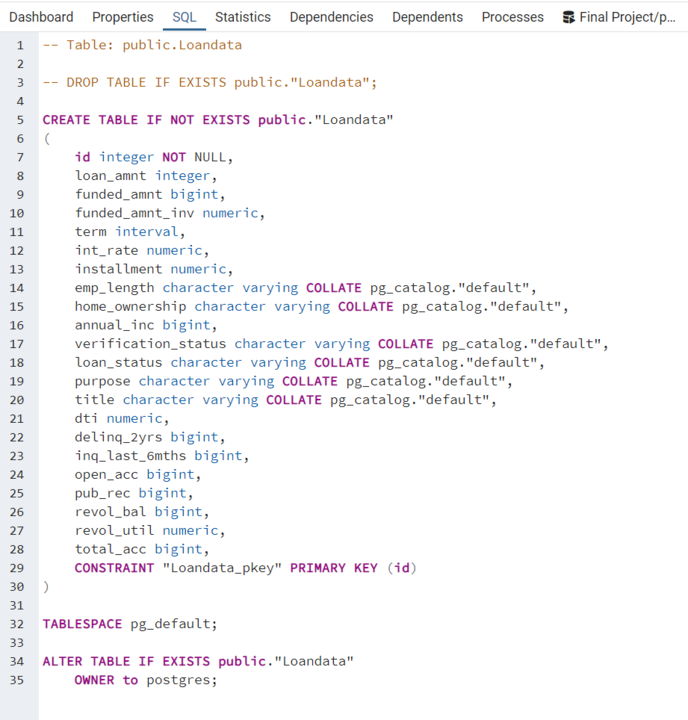 Dashboard Properties SQL Statistics Dependencies Dependents Processes Final Project/p...
1 -- Table: public.Loandata
2
3 -- DROP TABLE IF EXISTS public."Loandata";
4
5 CREATE TABLE IF NOT EXISTS public."Loandata"
6 (
7 id integer NOT NULL,
8 loan_amnt integer,
9 funded_amnt bigint,
10 funded_amnt_inv numeric,
11 term interval,
12 int_rate numeric,
13 installment numeric,
14 emp_length character varying COLLATE pg_catalog."default",
15 home_ownership character varying COLLATE pg_catalog."default",
16 annual_inc bigint,
17 verification_status character varying COLLATE pg_catalog."default",
18 loan_status character varying COLLATE pg_catalog."default",
19 purpose character varying COLLATE pg_catalog."default",
20 title character varying COLLATE pg_catalog."default",
21 dti numeric,
22 delinq_2yrs bigint,
23 inq_last_6mths bigint,
24 open_acc bigint,
25 pub_rec bigint,
26 revol_bal bigint,
27 revol_util numeric,
28 total_acc bigint,
29 CONSTRAINT "Loandata_pkey" PRIMARY KEY (id)
30 )
31
32 TABLESPACE pg_default;
33
34 ALTER TABLE IF EXISTS public."Loandata"
35 OWNER to postgres;